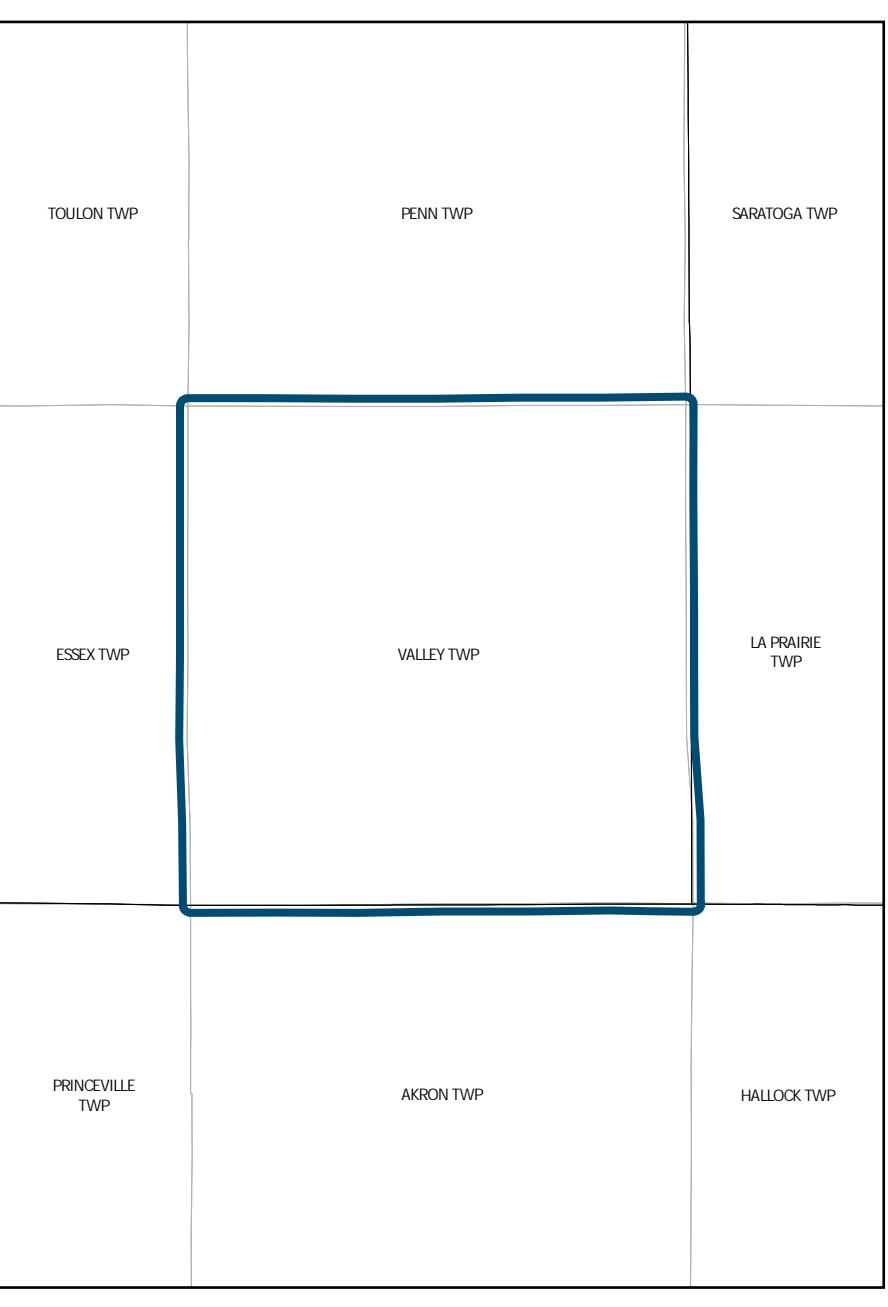 TOULON TWP
PENN TWP
SARATOGA TWP
ESSEX TWP
VALLEY TWP
LA PRAIRIE
TWP
PRINCEVILLE
TWP
AKRON TWP
HALLOCK TWP